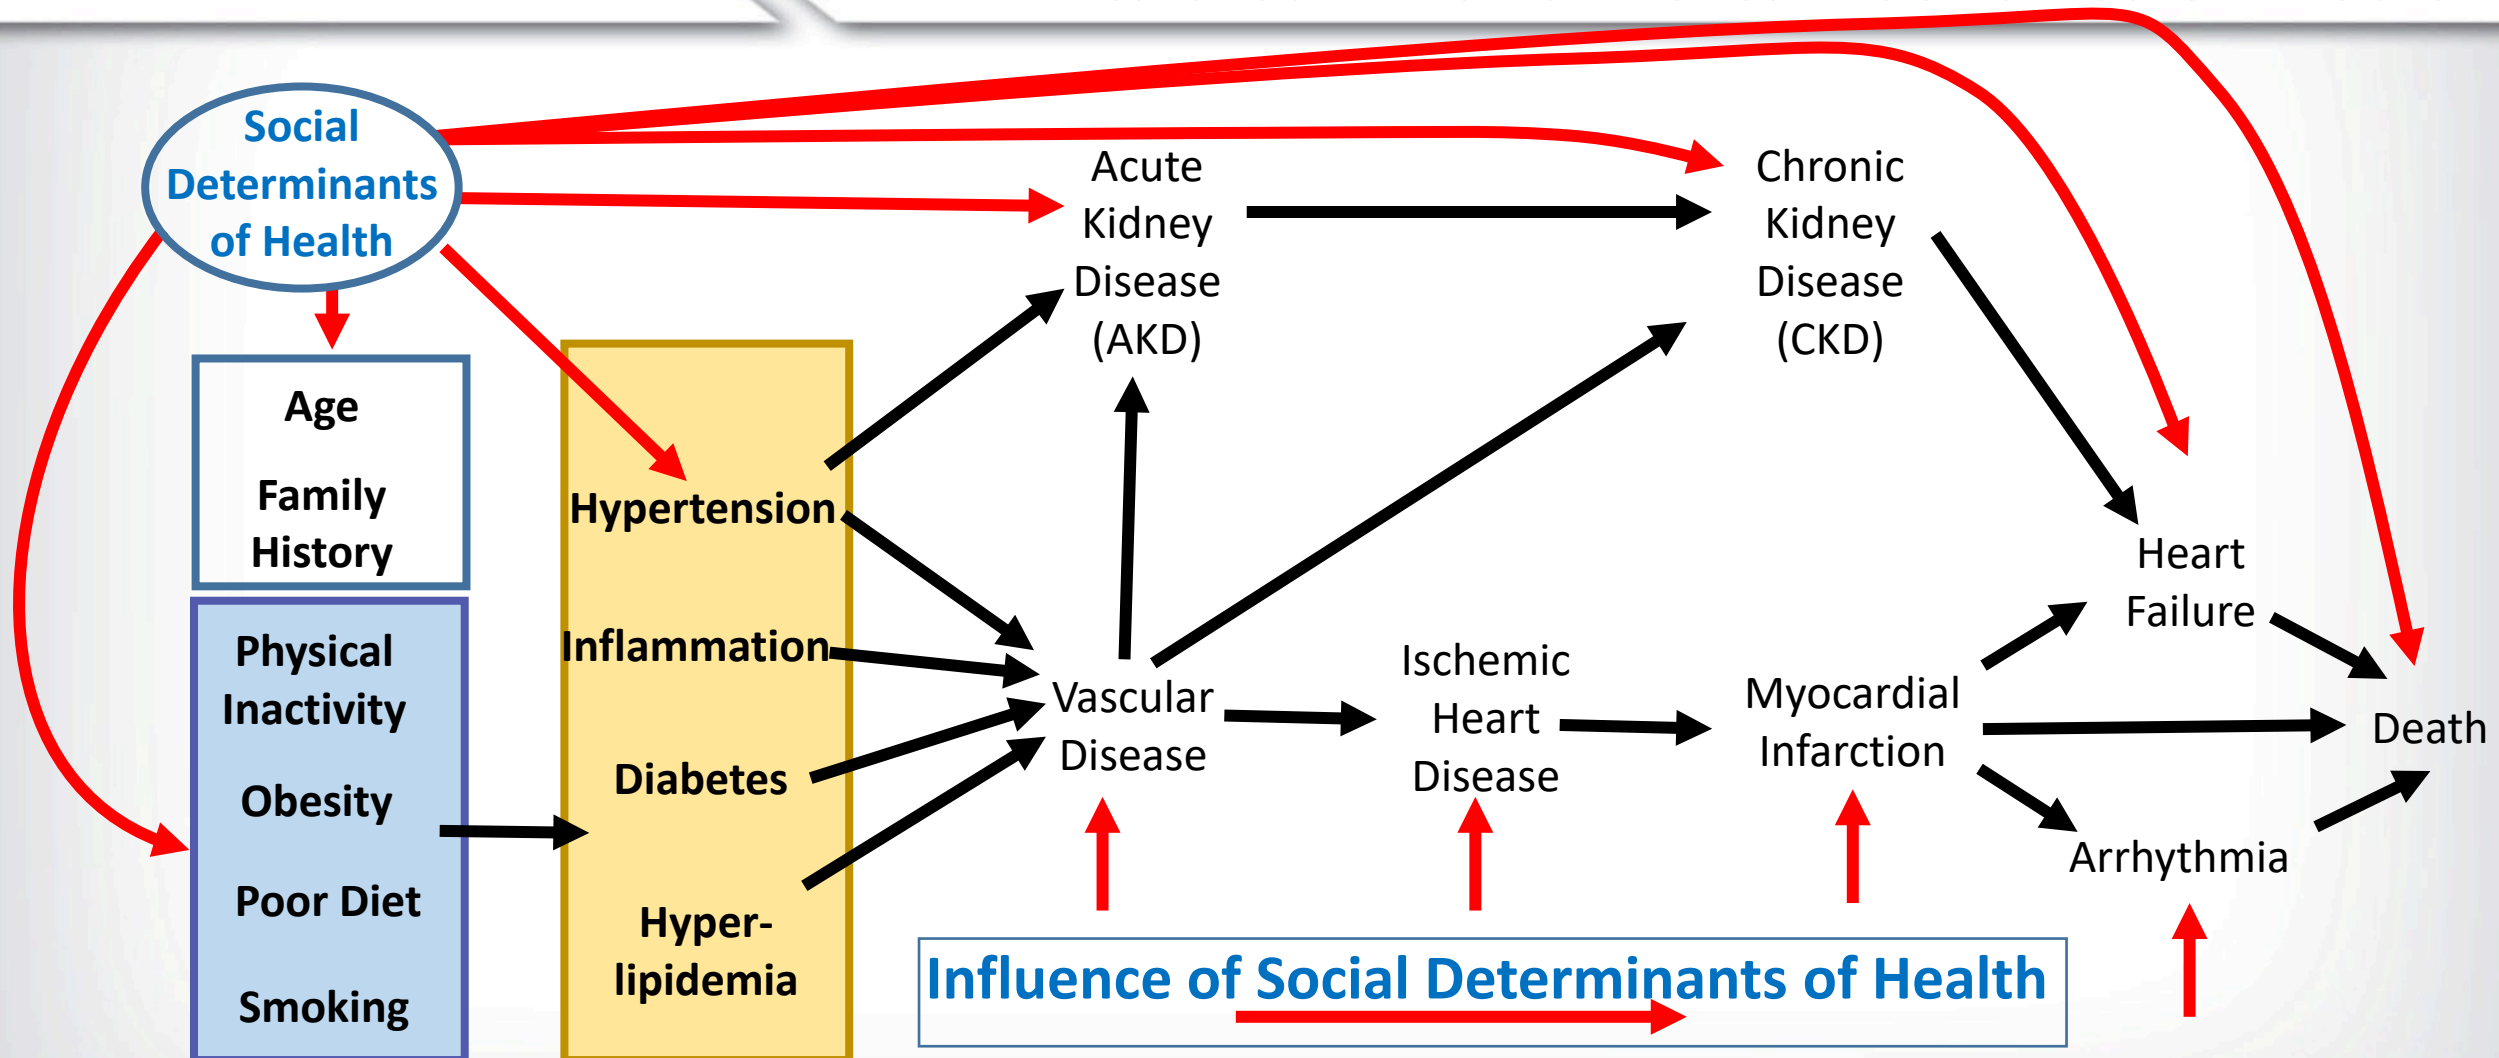 Social
Determinants
of Health
Age
Family
History
Physical
Inactivity
Obesity
Poor Diet
Smoking
Hypertension
Inflammation
Diabetes
Hyper-
lipidemia
Acute
Kidney
Disease
(AKD)
Vascular
Disease
Ischemic
Heart
Disease
Chronic
Kidney
Disease
(CKD)
Myocardial
Infarction
Heart
Failure
Arrhythmia
Death
Influence of Social Determinants of Health